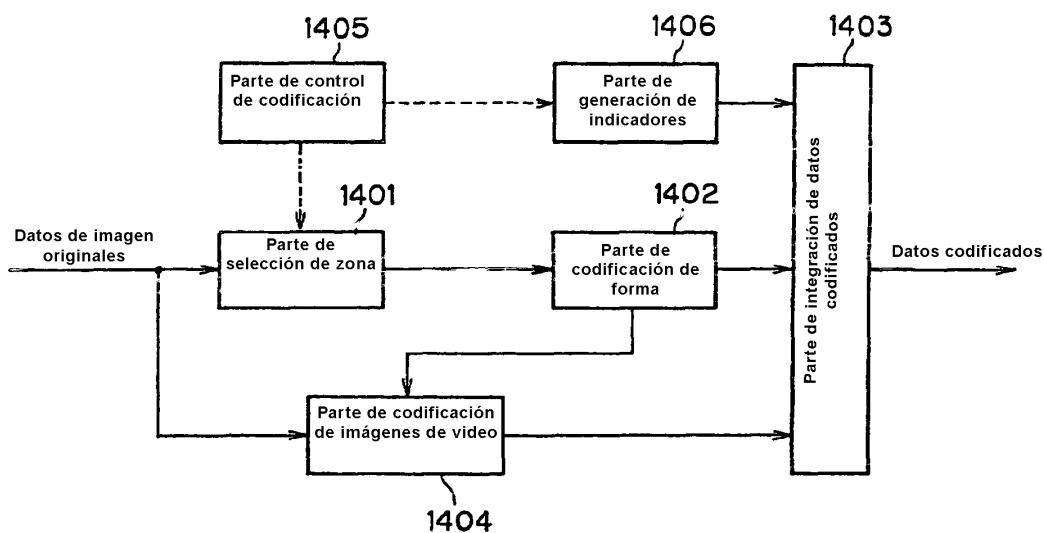 1405
Parte de control
de codificación
1406
Parte de
generación de
indicadores
1403
Parte de integración de datos
codificados
1401
Parte de
selección de zona
1402
Parte de
codificación de
forma
Datos de imagen
originales
Datos codificados
Parte de codificación
de imágenes de video
1404